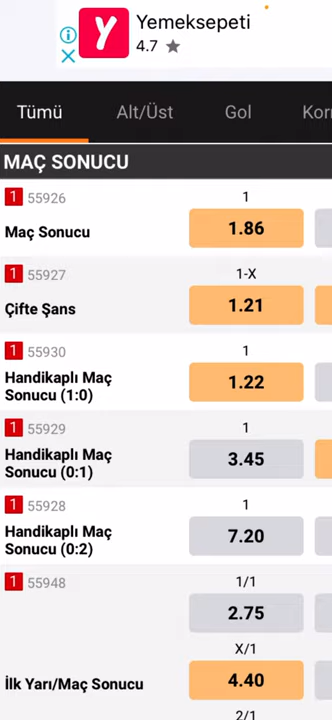 Yemeksepeti
4.7 ★
Tümü Alt/Üst Gol
MAÇ SONUCU
1 55926 1
Maç Sonucu 1.86
1 55927 1-X
Çifte Şans 1.21
1 55930 1
Handikaplı Maç
Sonucu (1:0) 1.22
1 55929 1
Handikaplı Maç
Sonucu (0:1) 3.45
1 55928 1
Handikaplı Maç
Sonucu (0:2) 7.20
1 55948 1/1
2.75
X/1
İlk Yarı/Maç Sonucu 4.40
2/1